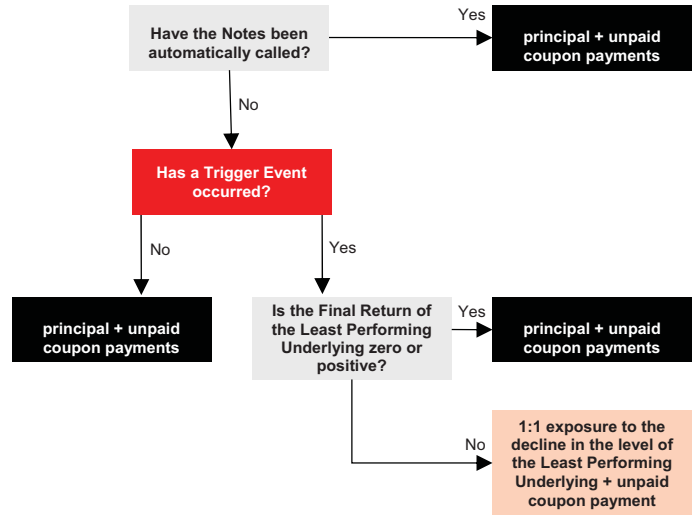 Have the Notes been
automatically called?
Yes
principal + unpaid
coupon payments
No
Has a Trigger Event
occurred?
No
Yes
principal + unpaid
coupon payments
Is the Final Return of
the Least Performing
Underlying zero or
positive?
Yes
principal + unpaid
coupon payments
No
1:1 exposure to the
decline in the level of
the Least Performing
Underlying + unpaid
coupon payment